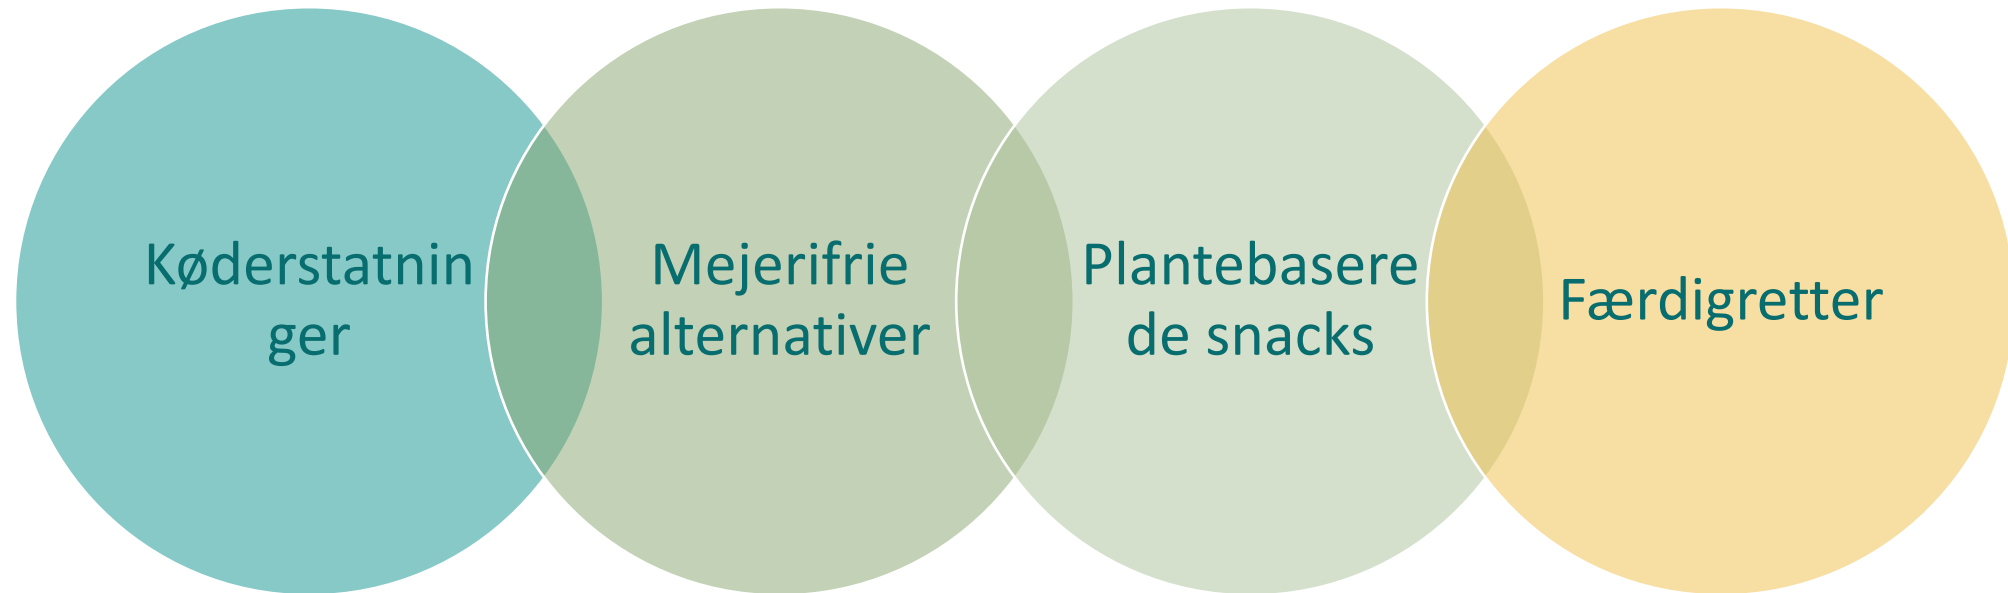 Køderstatnin
ger
Mejerifrie
alternativer
Plantebasere
de snacks
Færdigretter